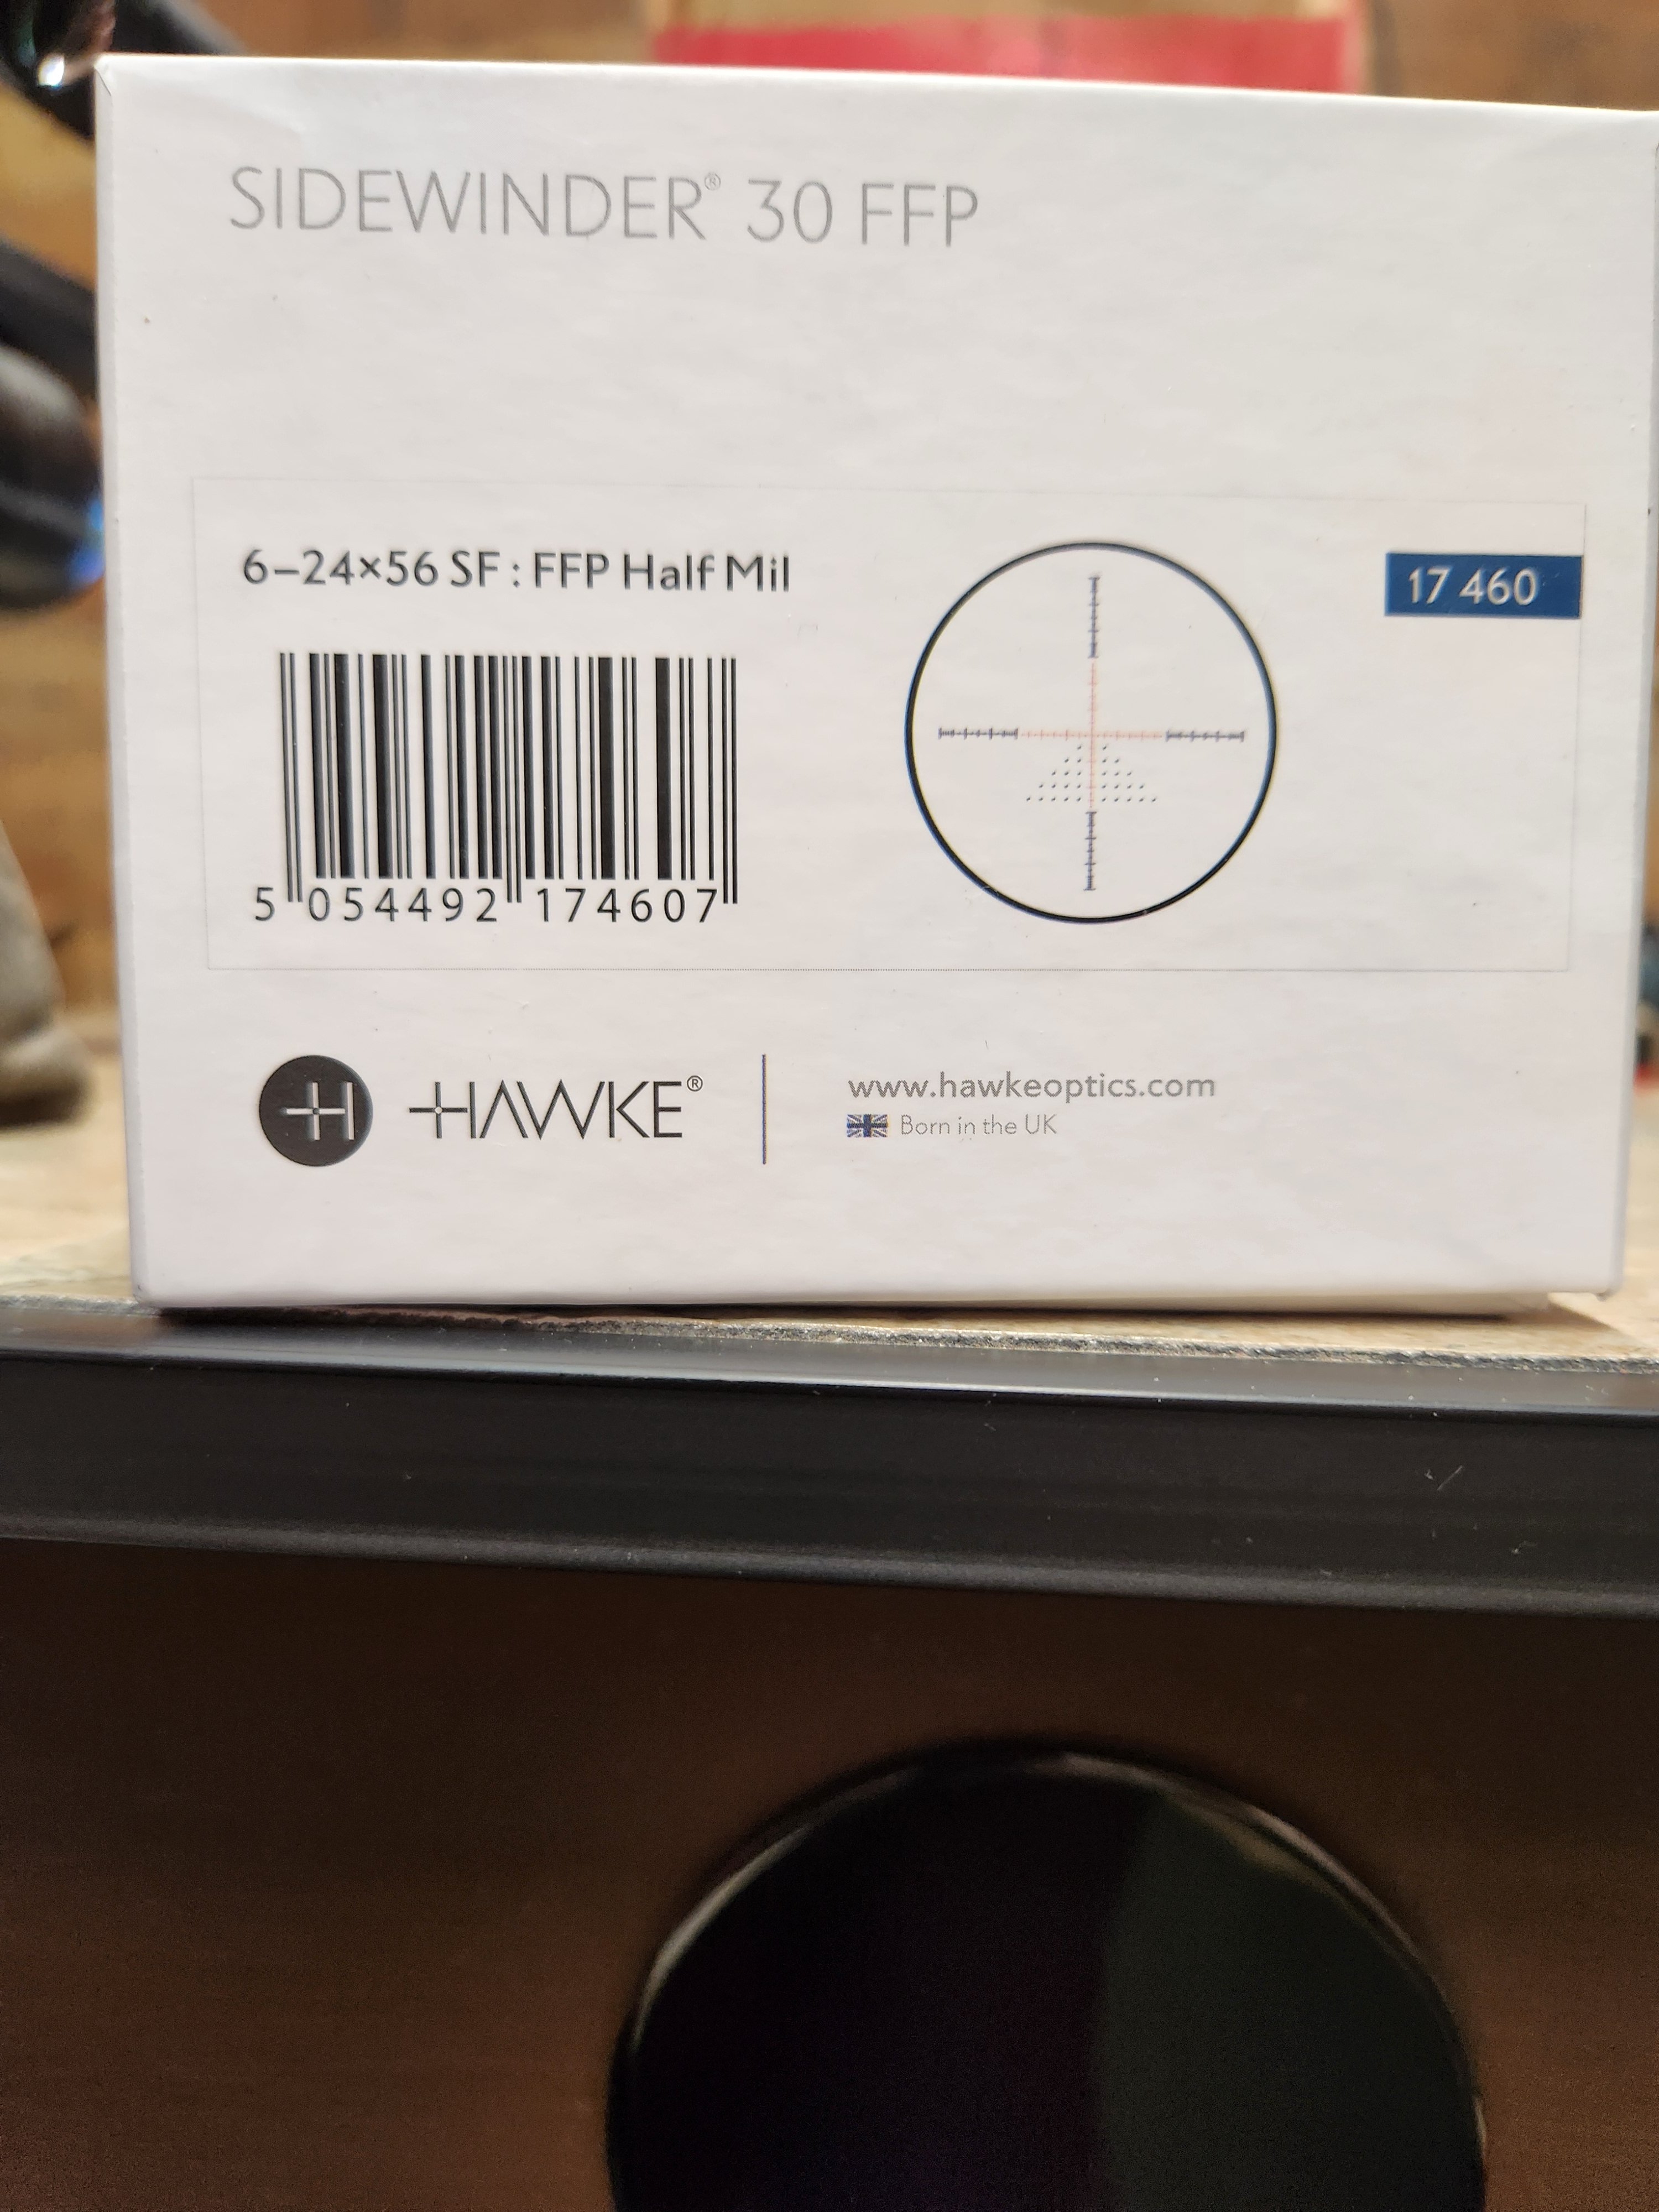 SIDEWINDER® 30 FFP
6–24×56 SF : FFP Half Mil
17 460
5 054492 174607
H HAWKE®
www.hawkeoptics.com
Born in the UK